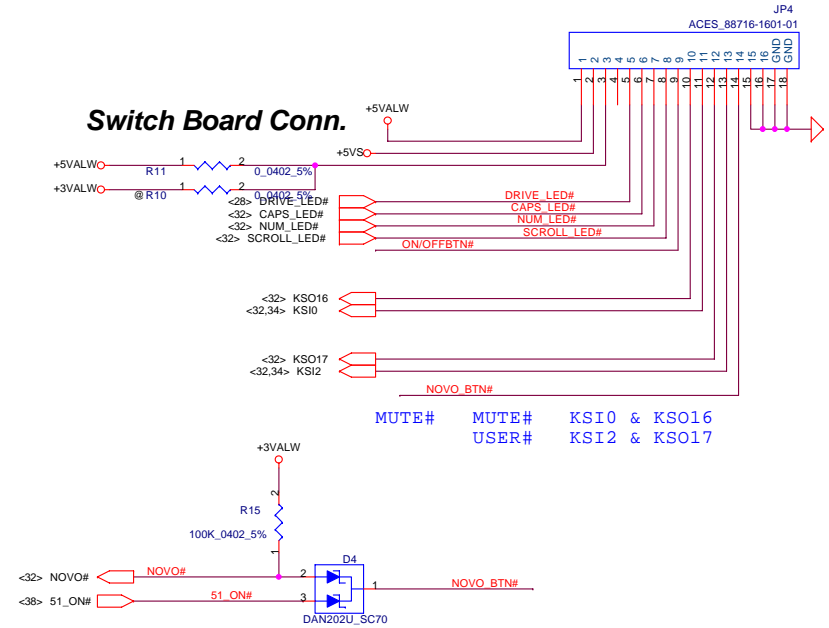 JP4
ACES_88716-1601-01
1 2 3 4 5 6 7 8 9 10 11 12 13 14 15 16 GND GND
1 2 3 4 5 6 7 8 9 10 11 12 13 14 15 16 17 18
Switch Board Conn.
+5VALW
+5VS
+5VALW
R11
1
2
0_0402_5%
+3VALW
@ R10
1
2
0_0402_5%
<28> DRIVE_LED#
DRIVE_LED#
<32> CAPS_LED#
CAPS_LED#
<32> NUM_LED#
NUM_LED#
<32> SCROLL_LED#
SCROLL_LED#
ON/OFFBTN#
<32> KSO16
<32,34> KSI0
<32> KSO17
<32,34> KSI2
NOVO_BTN#
MUTE# MUTE# KSI0 & KSO16
USER# KSI2 & KSO17
+3VALW
2
R15
100K_0402_5%
1
D4
<32> NOVO#
NOVO#
2
<38> 51_ON#
51_ON#
3
1
NOVO_BTN#
DAN202U_SC70